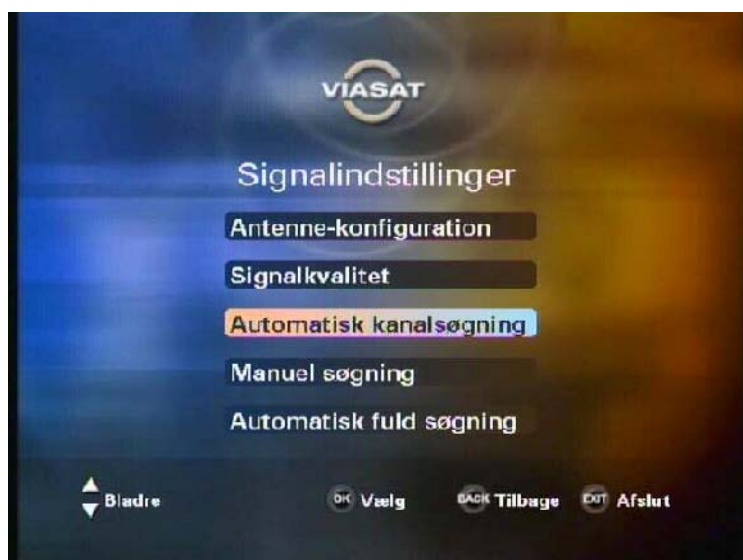 VIASAT
Signalindstillinger
Antenne-konfiguration
Signalkvalitet
Automatisk kanalsøgning
Manuel søgning
Automatisk fuld søgning
Bladre OK Vælg BACK Tilbage EXIT Afslut